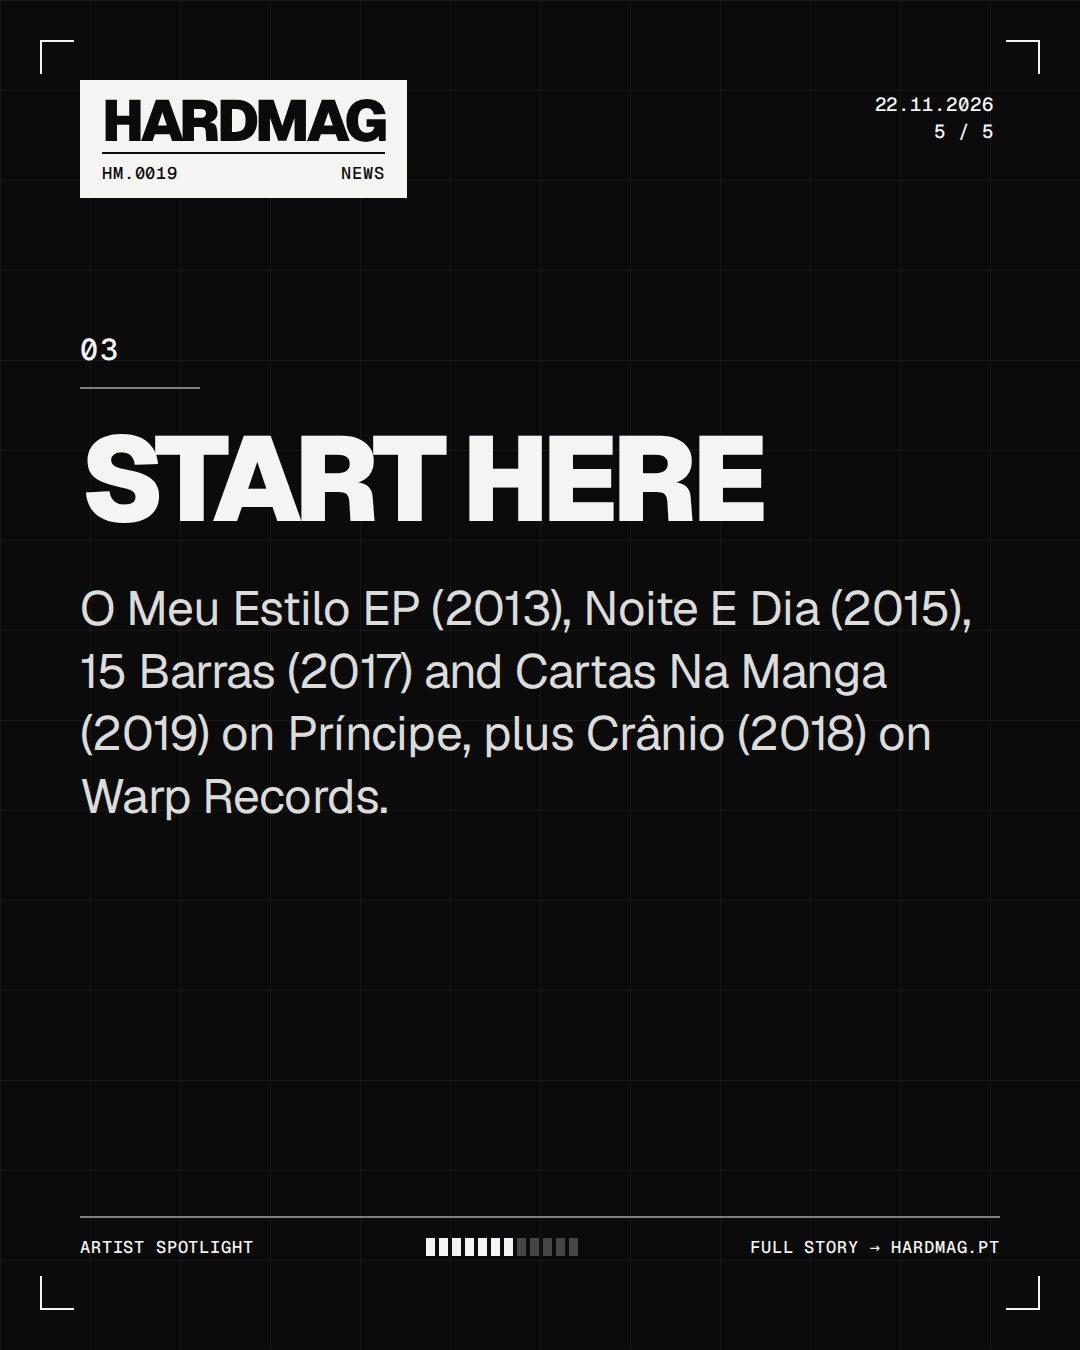 HARDMAG
HM.0019 NEWS
22.11.2026
5 / 5
03
START HERE
O Meu Estilo EP (2013), Noite E Dia (2015),
15 Barras (2017) and Cartas Na Manga
(2019) on Príncipe, plus Crânio (2018) on
Warp Records.
ARTIST SPOTLIGHT
FULL STORY → HARDMAG.PT